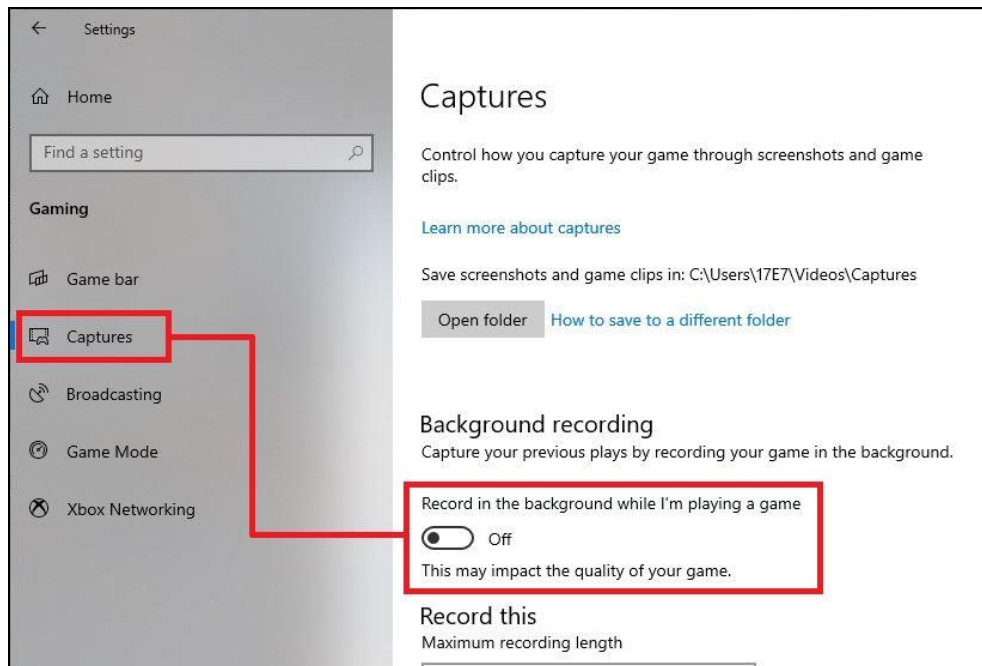 Settings
Home
Find a setting
Gaming
Game bar
Captures
Broadcasting
Game Mode
Xbox Networking
Captures
Control how you capture your game through screenshots and game
clips.
Learn more about captures
Save screenshots and game clips in: C:\Users\17E7\Videos\Captures
Open folder How to save to a different folder
Background recording
Capture your previous plays by recording your game in the background.
Record in the background while I'm playing a game
Off
This may impact the quality of your game.
Record this
Maximum recording length